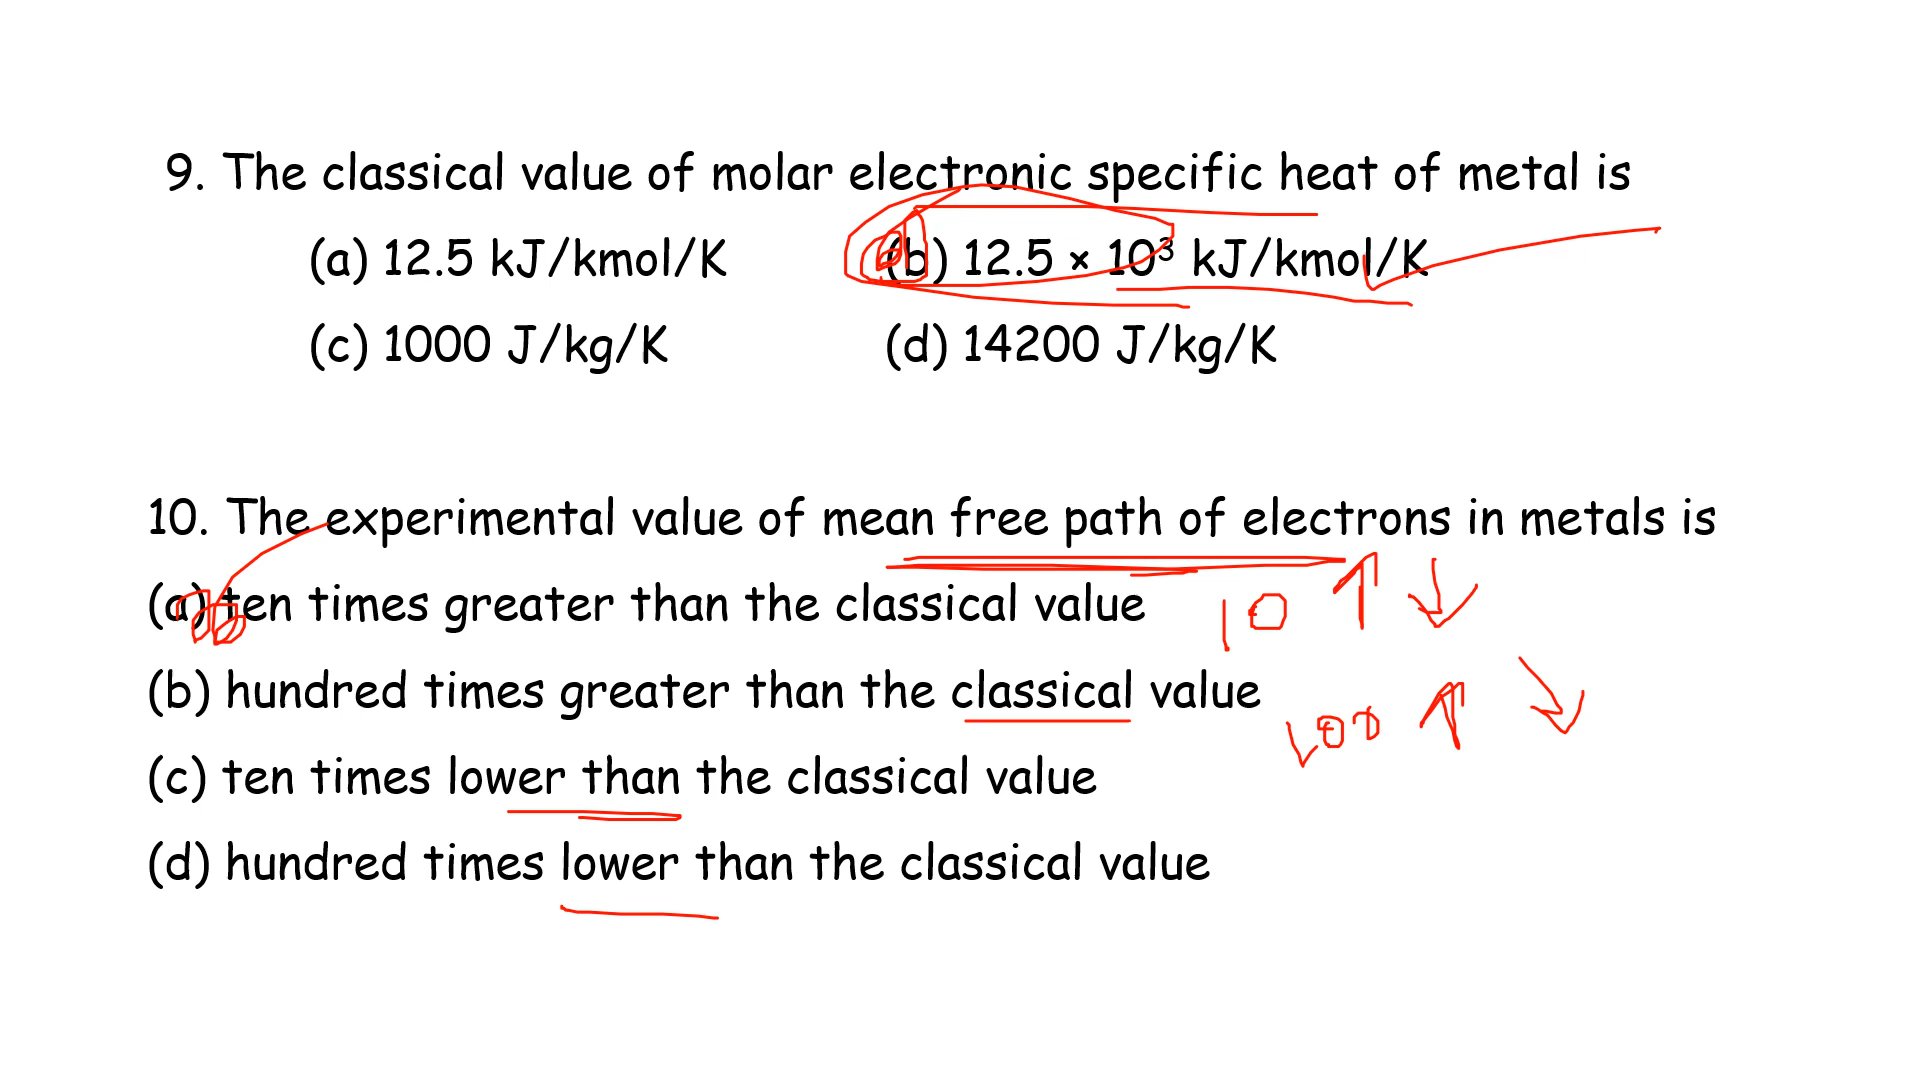 9. The classical value of molar electronic specific heat of metal is
(a) 12.5 kJ/kmol/K (b) 12.5 × 10³ kJ/kmol/K
(c) 1000 J/kg/K (d) 14200 J/kg/K
10. The experimental value of mean free path of electrons in metals is
(a) ten times greater than the classical value 10 ↑ ↓
(b) hundred times greater than the classical value 100 ↑ ↓
(c) ten times lower than the classical value
(d) hundred times lower than the classical value